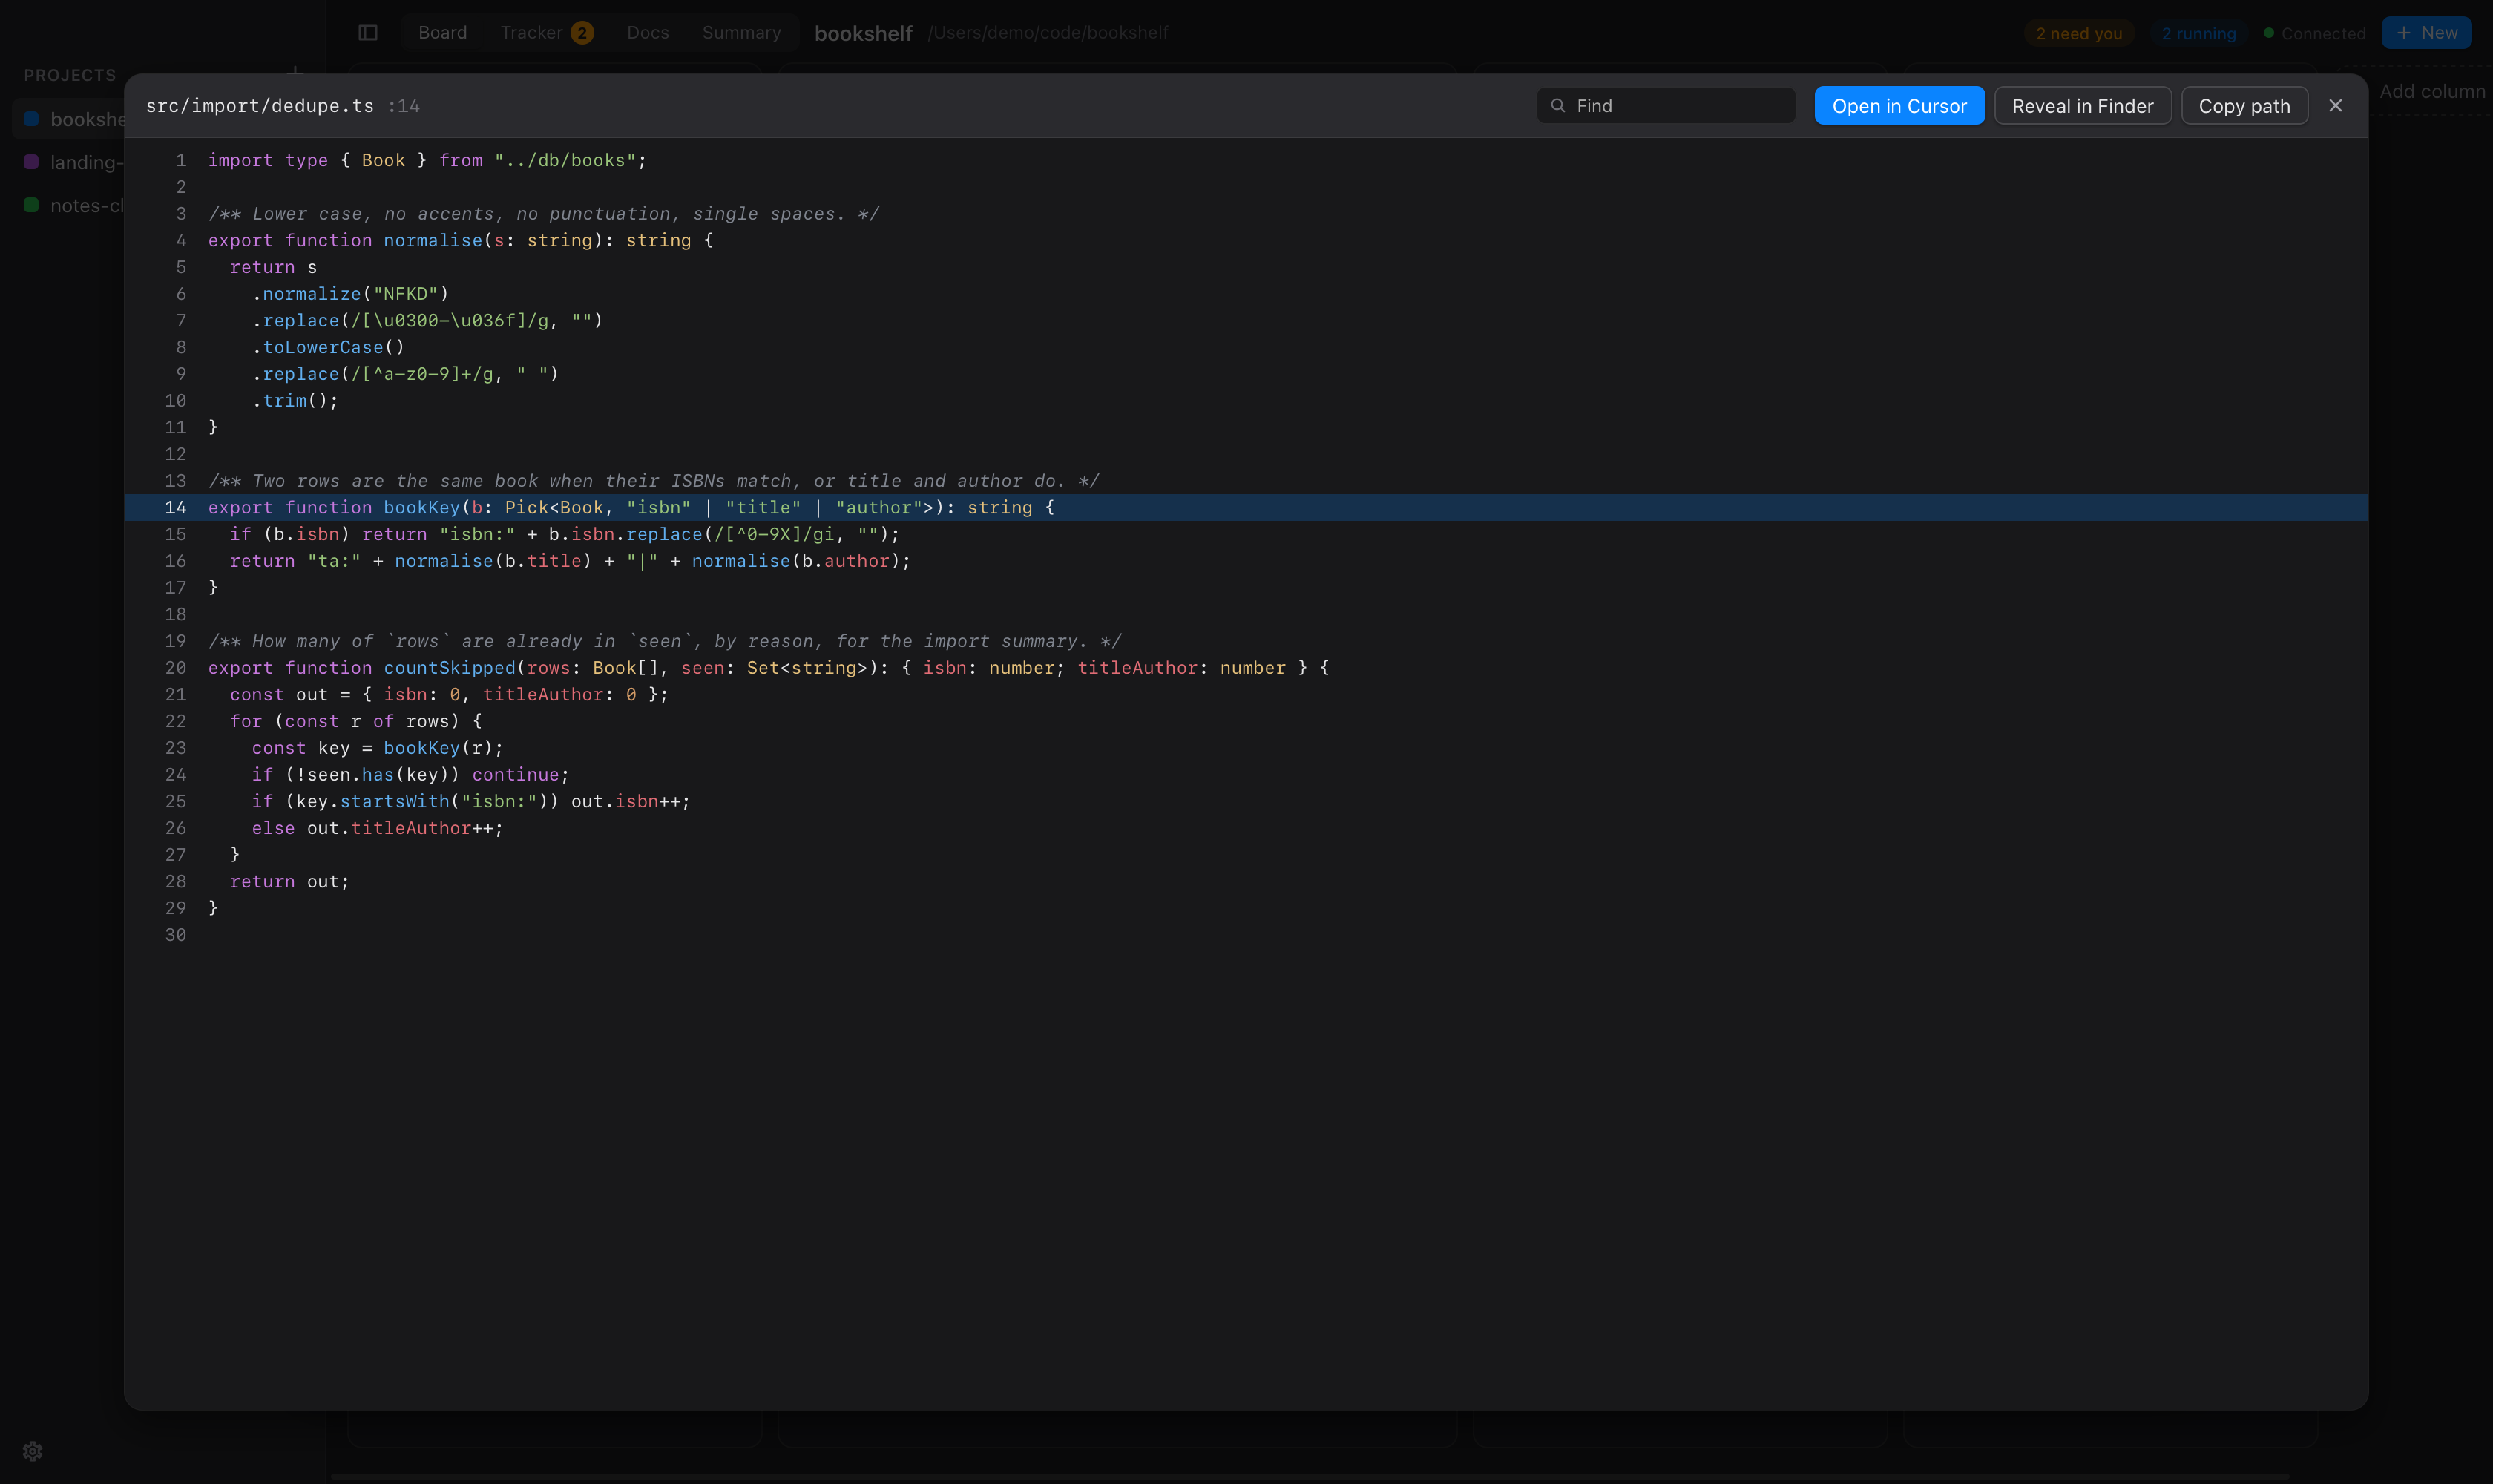 Board Tracker 2 Docs Summary bookshelf /Users/demo/code/bookshelf 2 need you 2 running Connected + New
PROJECTS +
Add column
bookshe
landing-
notes-cl
src/import/dedupe.ts :14 Find Open in Cursor Reveal in Finder Copy path
1 import type { Book } from "../db/books";
2
3 /** Lower case, no accents, no punctuation, single spaces. */
4 export function normalise(s: string): string {
5   return s
6     .normalize("NFKD")
7     .replace(/[\u0300-\u036f]/g, "")
8     .toLowerCase()
9     .replace(/[^a-z0-9]+/g, " ")
10     .trim();
11 }
12
13 /** Two rows are the same book when their ISBNs match, or title and author do. */
14 export function bookKey(b: Pick<Book, "isbn" | "title" | "author">): string {
15   if (b.isbn) return "isbn:" + b.isbn.replace(/[^0-9X]/gi, "");
16   return "ta:" + normalise(b.title) + "|" + normalise(b.author);
17 }
18
19 /** How many of `rows` are already in `seen`, by reason, for the import summary. */
20 export function countSkipped(rows: Book[], seen: Set<string>): { isbn: number; titleAuthor: number } {
21   const out = { isbn: 0, titleAuthor: 0 };
22   for (const r of rows) {
23     const key = bookKey(r);
24     if (!seen.has(key)) continue;
25     if (key.startsWith("isbn:")) out.isbn++;
26     else out.titleAuthor++;
27   }
28   return out;
29 }
30